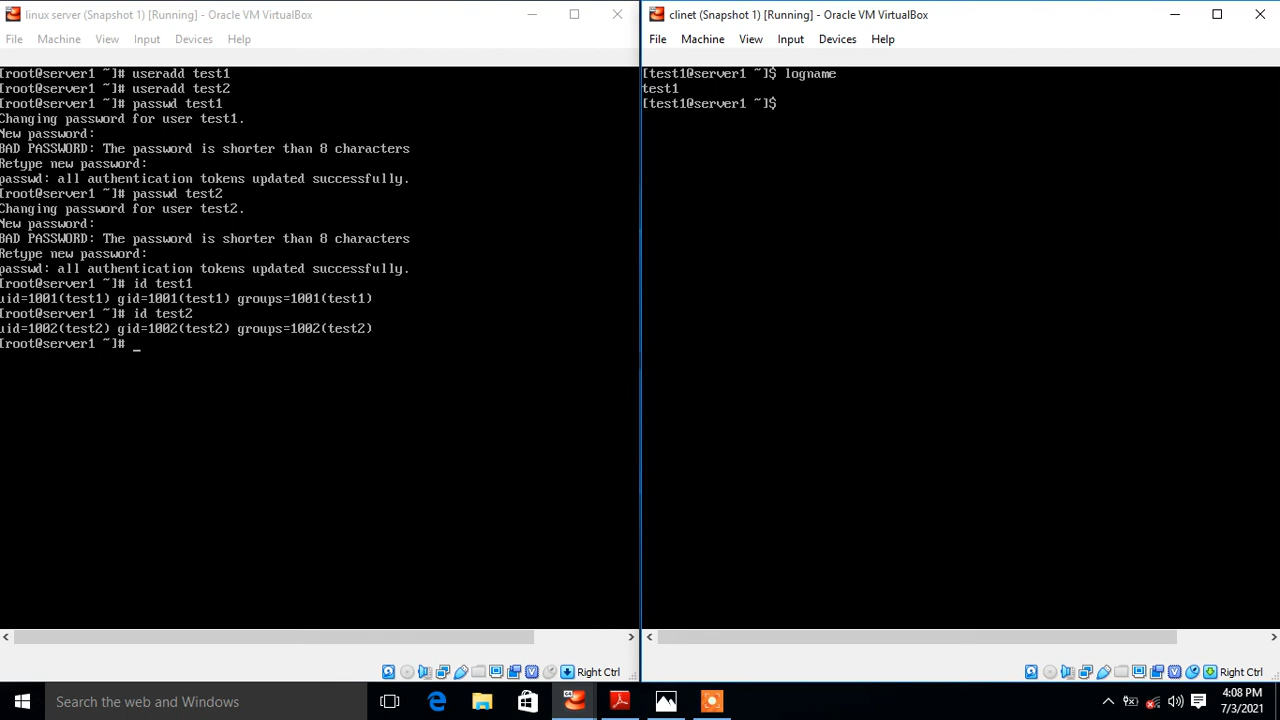 linux server (Snapshot 1) [Running] - Oracle VM VirtualBox
File Machine View Input Devices Help
[root@server1 ~]# useradd test1
[root@server1 ~]# useradd test2
[root@server1 ~]# passwd test1
Changing password for user test1.
New password:
BAD PASSWORD: The password is shorter than 8 characters
Retype new password:
passwd: all authentication tokens updated successfully.
[root@server1 ~]# passwd test2
Changing password for user test2.
New password:
BAD PASSWORD: The password is shorter than 8 characters
Retype new password:
passwd: all authentication tokens updated successfully.
[root@server1 ~]# id test1
uid=1001(test1) gid=1001(test1) groups=1001(test1)
[root@server1 ~]# id test2
uid=1002(test2) gid=1002(test2) groups=1002(test2)
[root@server1 ~]# _
Right Ctrl
clinet (Snapshot 1) [Running] - Oracle VM VirtualBox
File Machine View Input Devices Help
[test1@server1 ~]$ logname
test1
[test1@server1 ~]$
Right Ctrl
Search the web and Windows
4:08 PM
7/3/2021